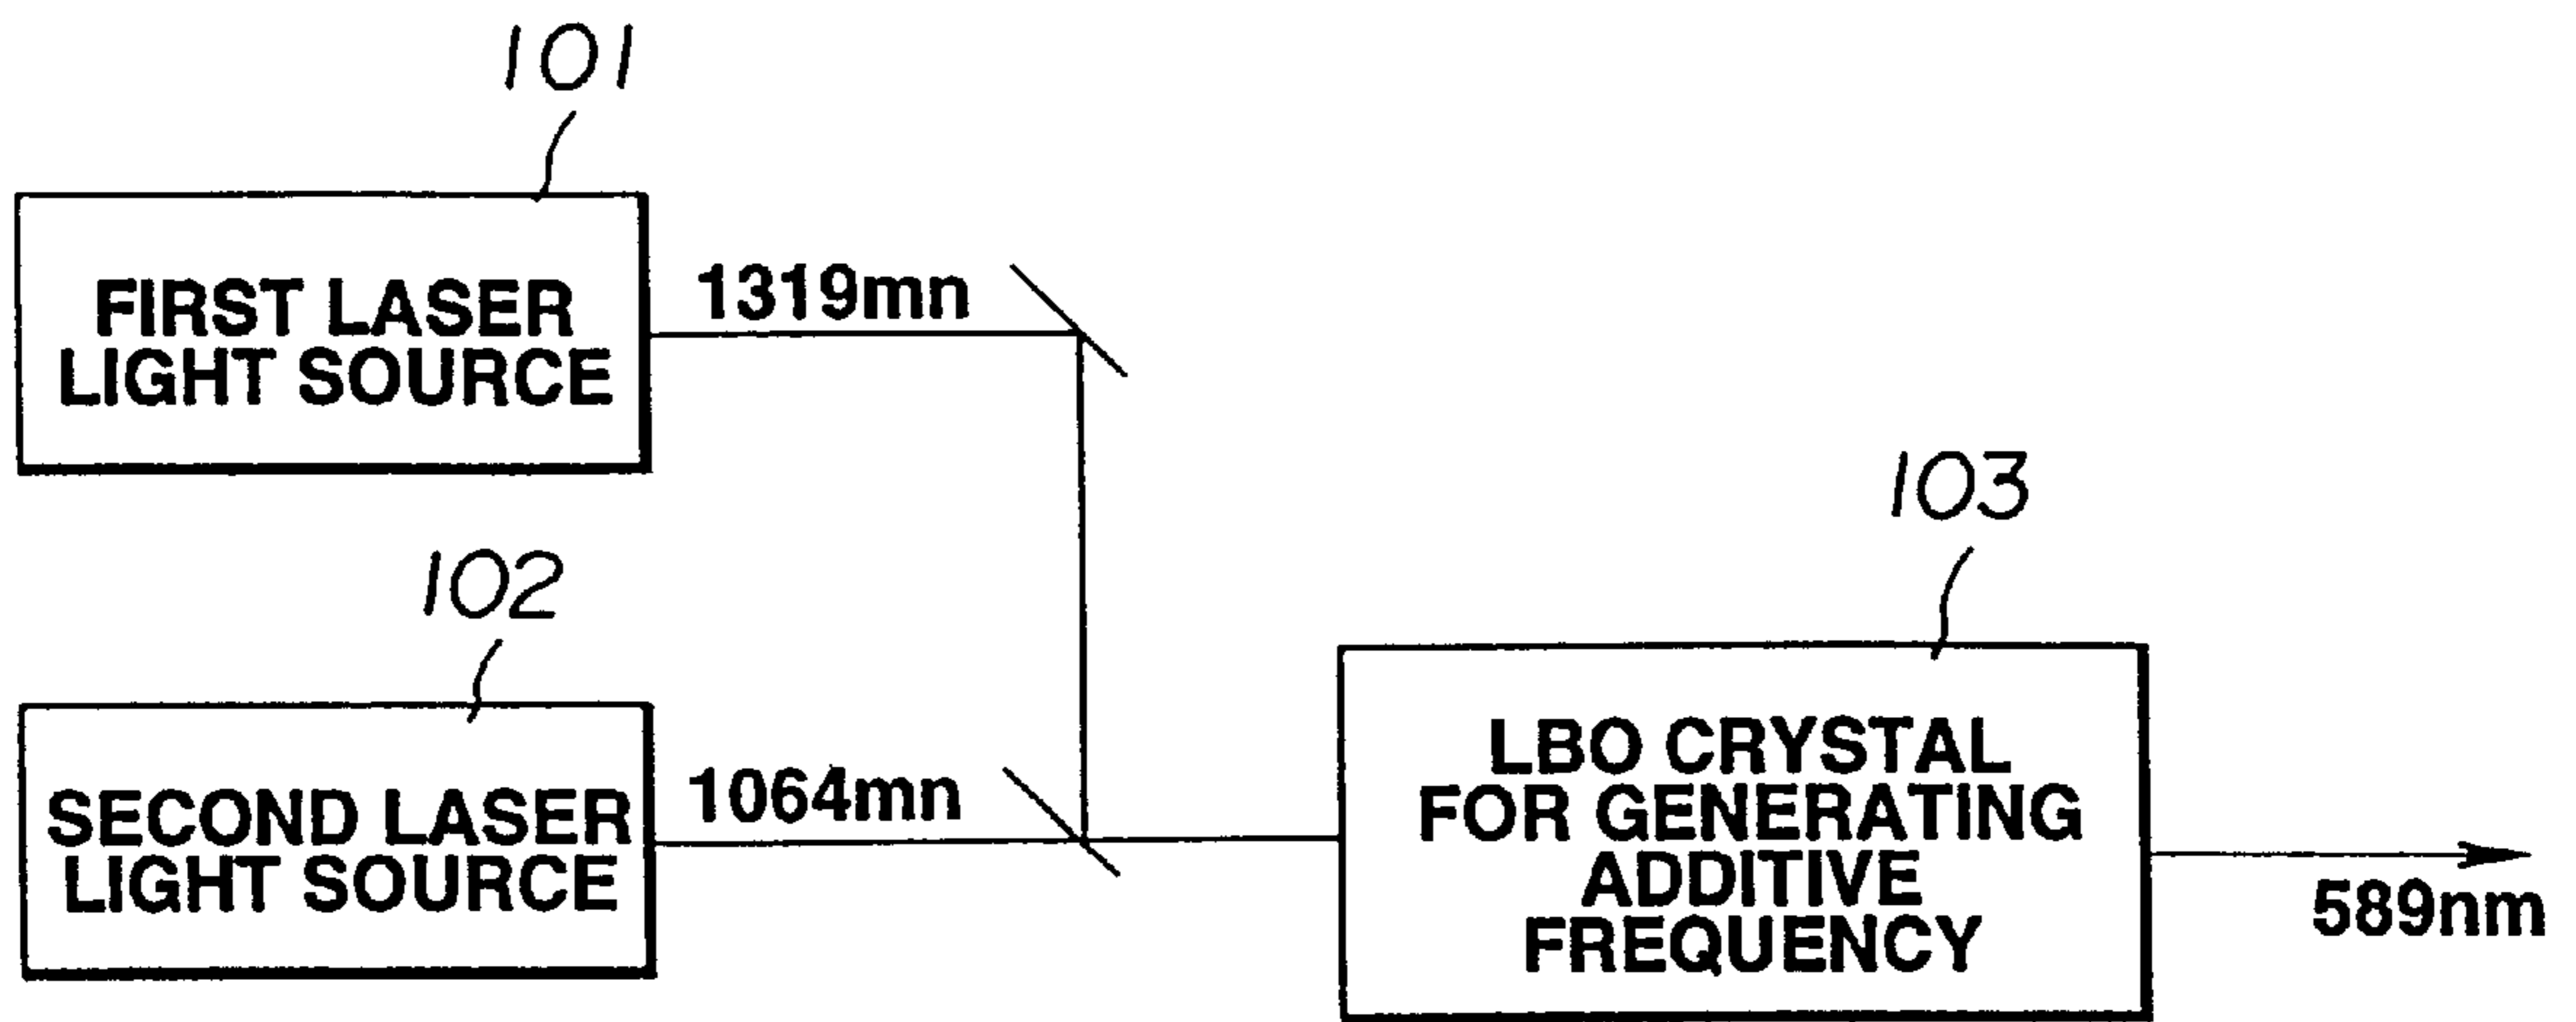 101
FIRST LASER
LIGHT SOURCE
1319mn
102
SECOND LASER
LIGHT SOURCE
1064mn
103
LBO CRYSTAL
FOR GENERATING
ADDITIVE
FREQUENCY
589nm